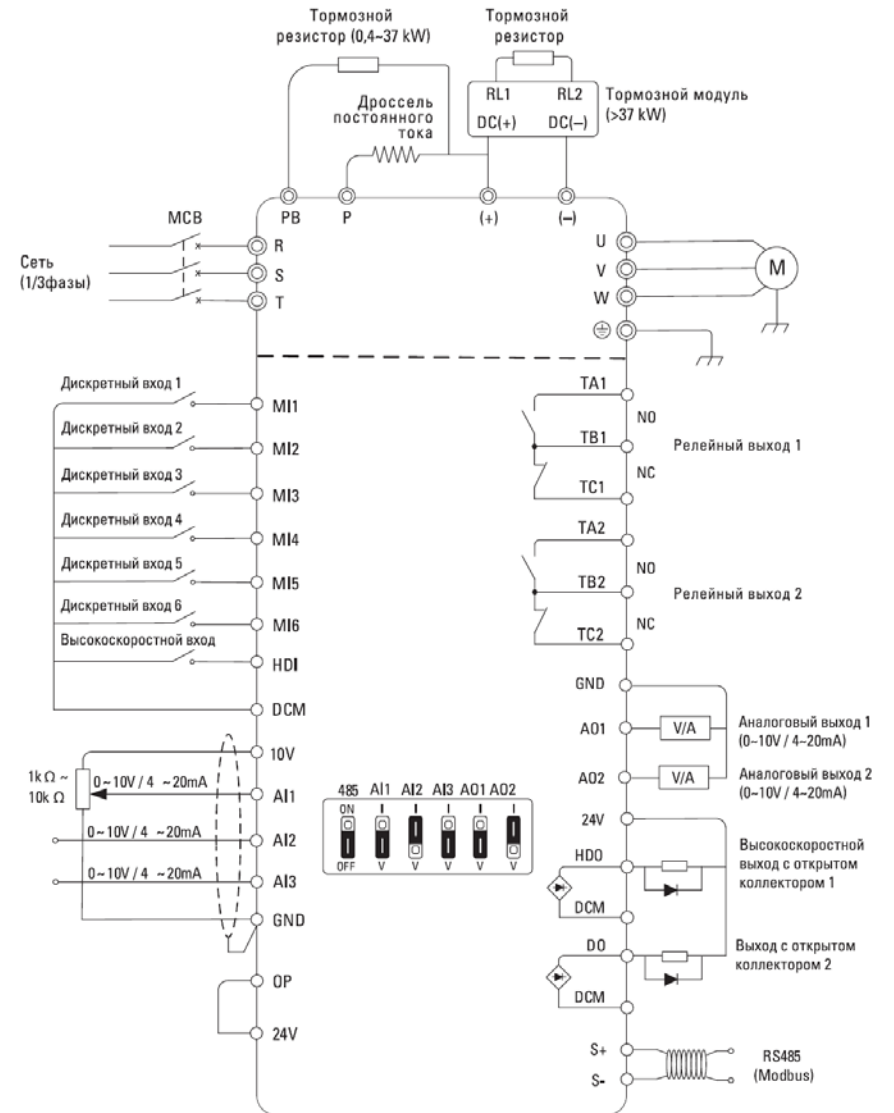 Тормозной
резистор (0,4~37 kW)
Тормозной
резистор
RL1 RL2
DC(+) DC(–)
Тормозной модуль
(>37 kW)
Дроссель
постоянного
тока
PB P (+) (–)
MCB
Сеть
(1/3фазы)
R
S
T
U
V
W
M
Дискретный вход 1
MI1
Дискретный вход 2
MI2
Дискретный вход 3
MI3
Дискретный вход 4
MI4
Дискретный вход 5
MI5
Дискретный вход 6
MI6
Высокоскоростной вход
HDI
DCM
10V
1k Ω ~
10k Ω
0~10V / 4 ~20mA
AI1
0~10V / 4 ~20mA
AI2
0~10V / 4 ~20mA
AI3
GND
OP
24V
485 AI1 AI2 AI3 AO1 AO2
ON I I I I I
OFF V V V V V
TA1
NO
TB1
Релейный выход 1
NC
TC1
TA2
NO
TB2
Релейный выход 2
NC
TC2
GND
AO1
V/A
Аналоговый выход 1
(0~10V / 4~20mA)
AO2
V/A
Аналоговый выход 2
(0~10V / 4~20mA)
24V
HDO
Высокоскоростной
выход с открытом
коллектором 1
DCM
DO
Выход с открытом
коллектором 2
DCM
S+
S-
RS485
(Modbus)